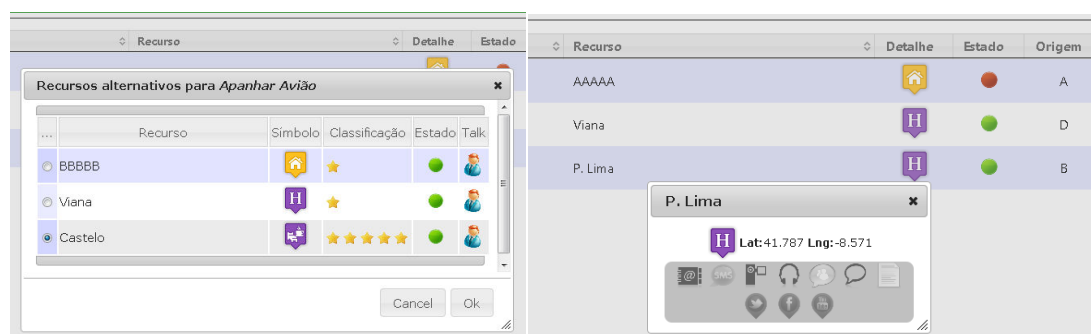 Recurso Detalhe Estado
Recursos alternativos para Apanhar Avião
... Recurso Símbolo Classificação Estado Talk
BBBBB
H Viana
Castelo
Cancel Ok
Recurso Detalhe Estado Origem
AAAAA A
Viana H D
P. Lima H B
P. Lima
H Lat:41.787 Lng:-8.571
@ SMS
f